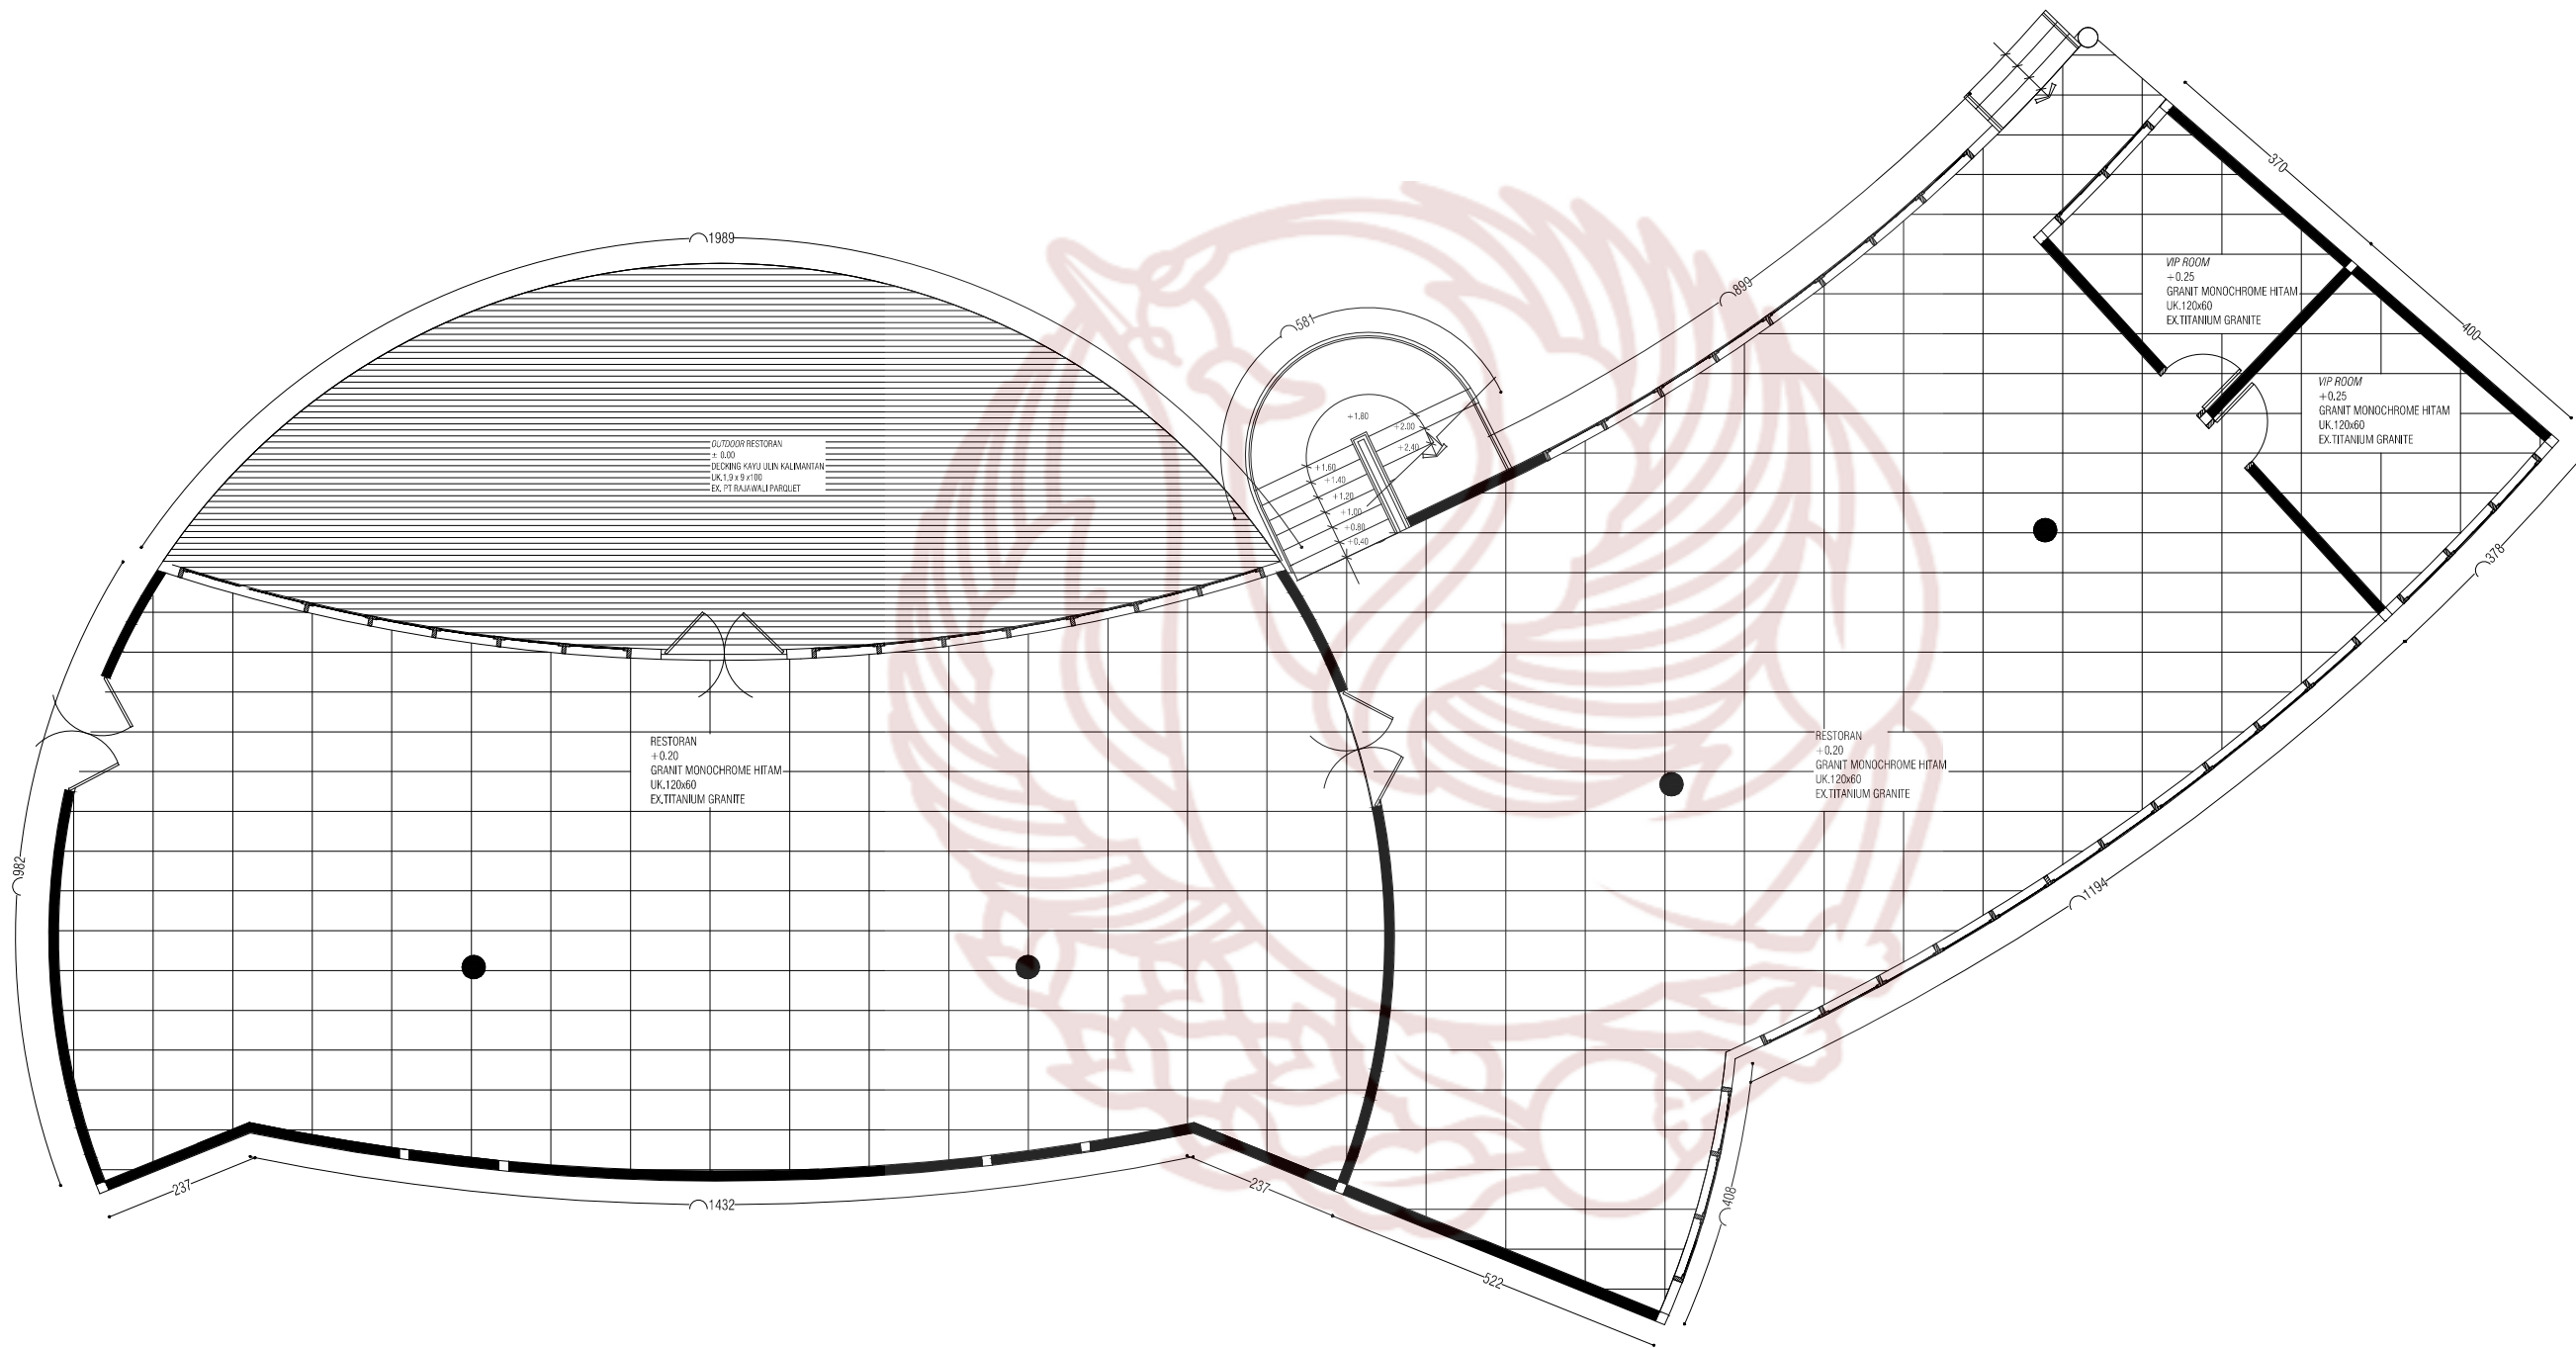 370
1989
899
VIP ROOM
+0.25
GRANIT MONOCHROME HITAM
UK.120x60
EX.TITANIUM GRANITE
581
400
VIP ROOM
+0.25
GRANIT MONOCHROME HITAM
UK.120x60
EX.TITANIUM GRANITE
+1.80
+2.00
+2.40
+1.60
+1.40
+1.20
+1.00
+0.80
+0.40
OUTDOOR RESTORAN
± 0.00
DECKING KAYU ULIN KALIMANTAN
UK.1,9 x 9 x100
EX. PT RAJAWALI PARQUET
378
RESTORAN
+0.20
GRANIT MONOCHROME HITAM
UK.120x60
EX.TITANIUM GRANITE
RESTORAN
+0.20
GRANIT MONOCHROME HITAM
UK.120x60
EX.TITANIUM GRANITE
982
1194
237
1432
237
408
522